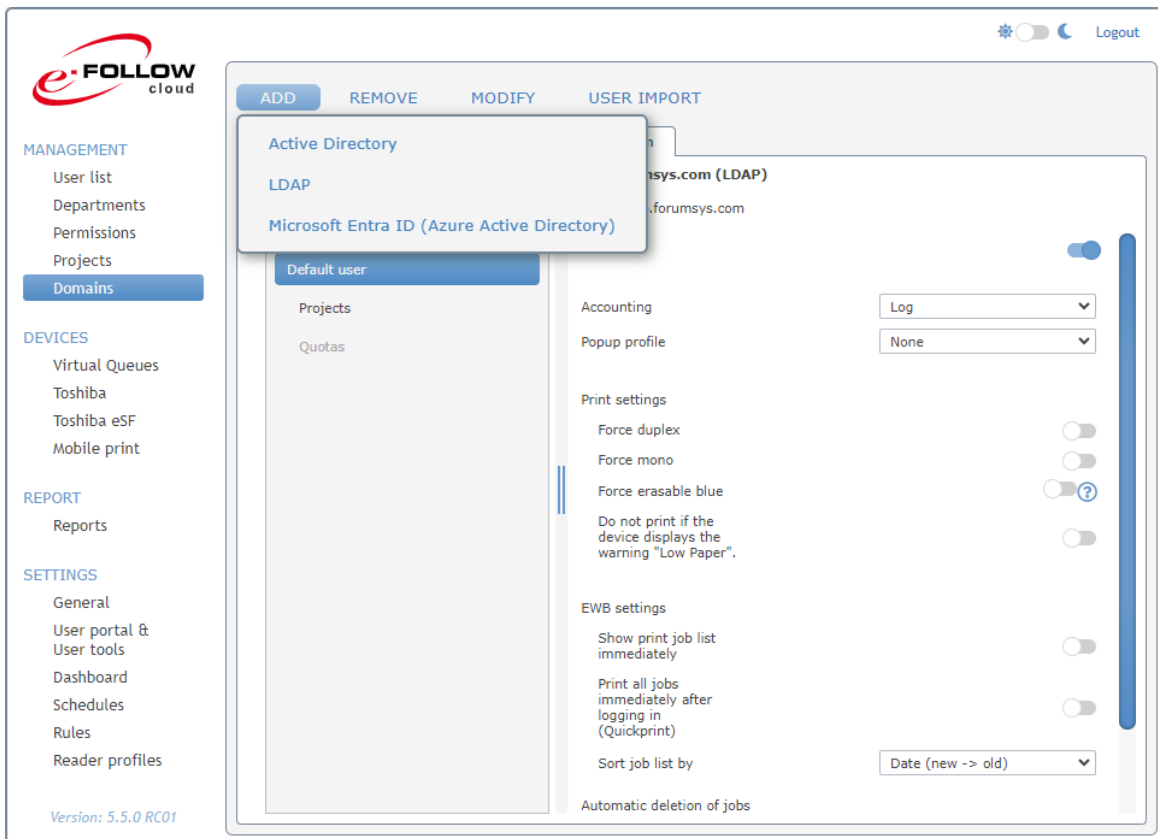 Logout
e·FOLLOW
cloud
ADD REMOVE MODIFY USER IMPORT
Active Directory
LDAP
Microsoft Entra ID (Azure Active Directory)
MANAGEMENT
User list
Departments
Permissions
Projects
Domains
DEVICES
Virtual Queues
Toshiba
Toshiba eSF
Mobile print
REPORT
Reports
SETTINGS
General
User portal &
User tools
Dashboard
Schedules
Rules
Reader profiles
Version: 5.5.0 RC01
Default user
Projects
Quotas
(LDAP)
.forumsys.com
Accounting Log
Popup profile None
Print settings
Force duplex
Force mono
Force erasable blue ?
Do not print if the
device displays the
warning "Low Paper".
EWB settings
Show print job list
immediately
Print all jobs
immediately after
logging in
(Quickprint)
Sort job list by Date (new -> old)
Automatic deletion of jobs